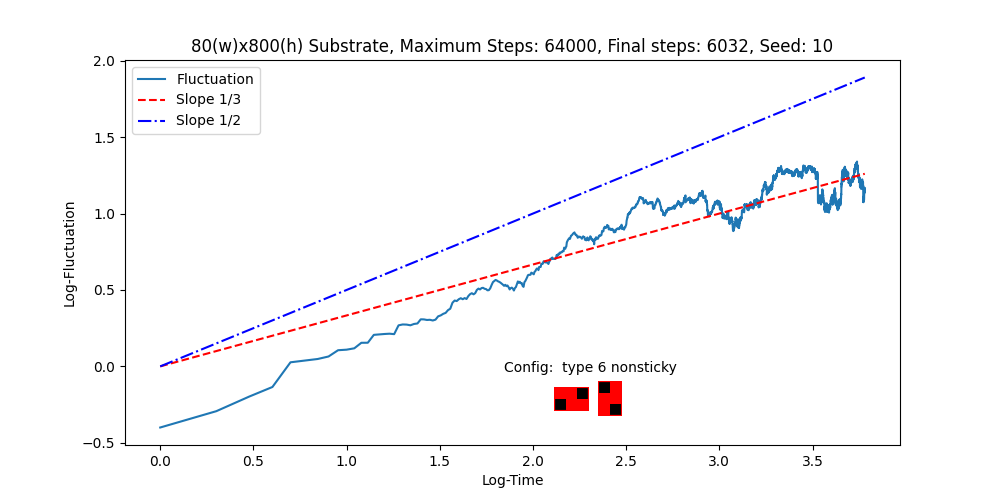 80(w)x800(h) Substrate, Maximum Steps: 64000, Final steps: 6032, Seed: 10
Fluctuation
Slope 1/3
Slope 1/2
2.0
1.5
1.0
0.5
0.0
−0.5
Log-Fluctuation
Config:  type 6 nonsticky
0.0 0.5 1.0 1.5 2.0 2.5 3.0 3.5
Log-Time